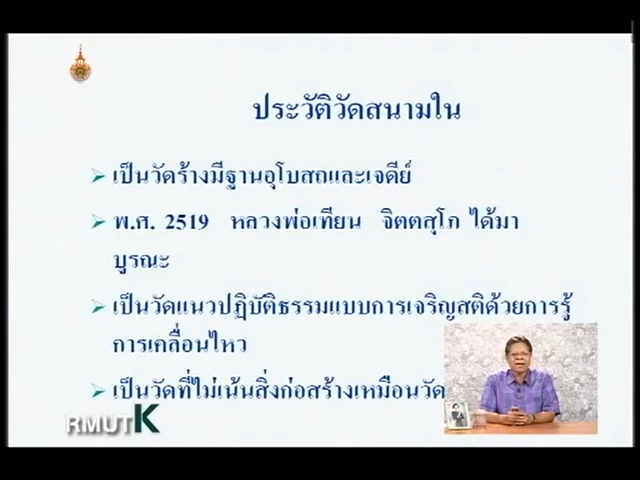 ประวัติวัดสนามใน
เป็นวัดร้างมีฐานอุโบสถและเจดีย์
พ.ศ. 2519 หลวงพ่อเทียน จิตตสุโภ ได้มา
บูรณะ
เป็นวัดแนวปฏิบัติธรรมแบบการเจริญสติด้วยการรู้
การเคลื่อนไหว
เป็นวัดที่ไม่เน้นสิ่งก่อสร้างเหมือนวัด
RMUTK